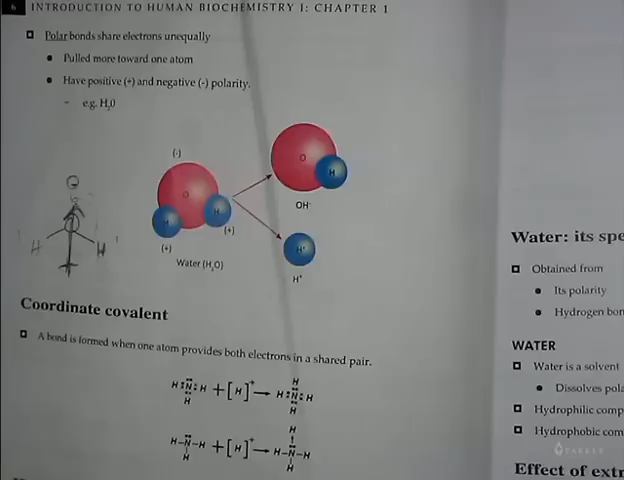 6 INTRODUCTION TO HUMAN BIOCHEMISTRY I: CHAPTER 1
Polar bonds share electrons unequally
Pulled more toward one atom
Have positive (+) and negative (-) polarity.
– e.g. H₂0
(-)
O
H
H
(+)
(+)
Water (H₂O)
O
H
OH⁻
H⁺
H⁺
H
H
Coordinate covalent
A bond is formed when one atom provides both electrons in a shared pair.
H:N:H + [H]⁺ → H:N:H
H
H
H
H–N–H + [H]⁺ → H–N–H
H
H
H
Water: its spe
Obtained from
Its polarity
Hydrogen bon
WATER
Water is a solvent
Dissolves pola
Hydrophilic comp
Hydrophobic com
Effect of extr